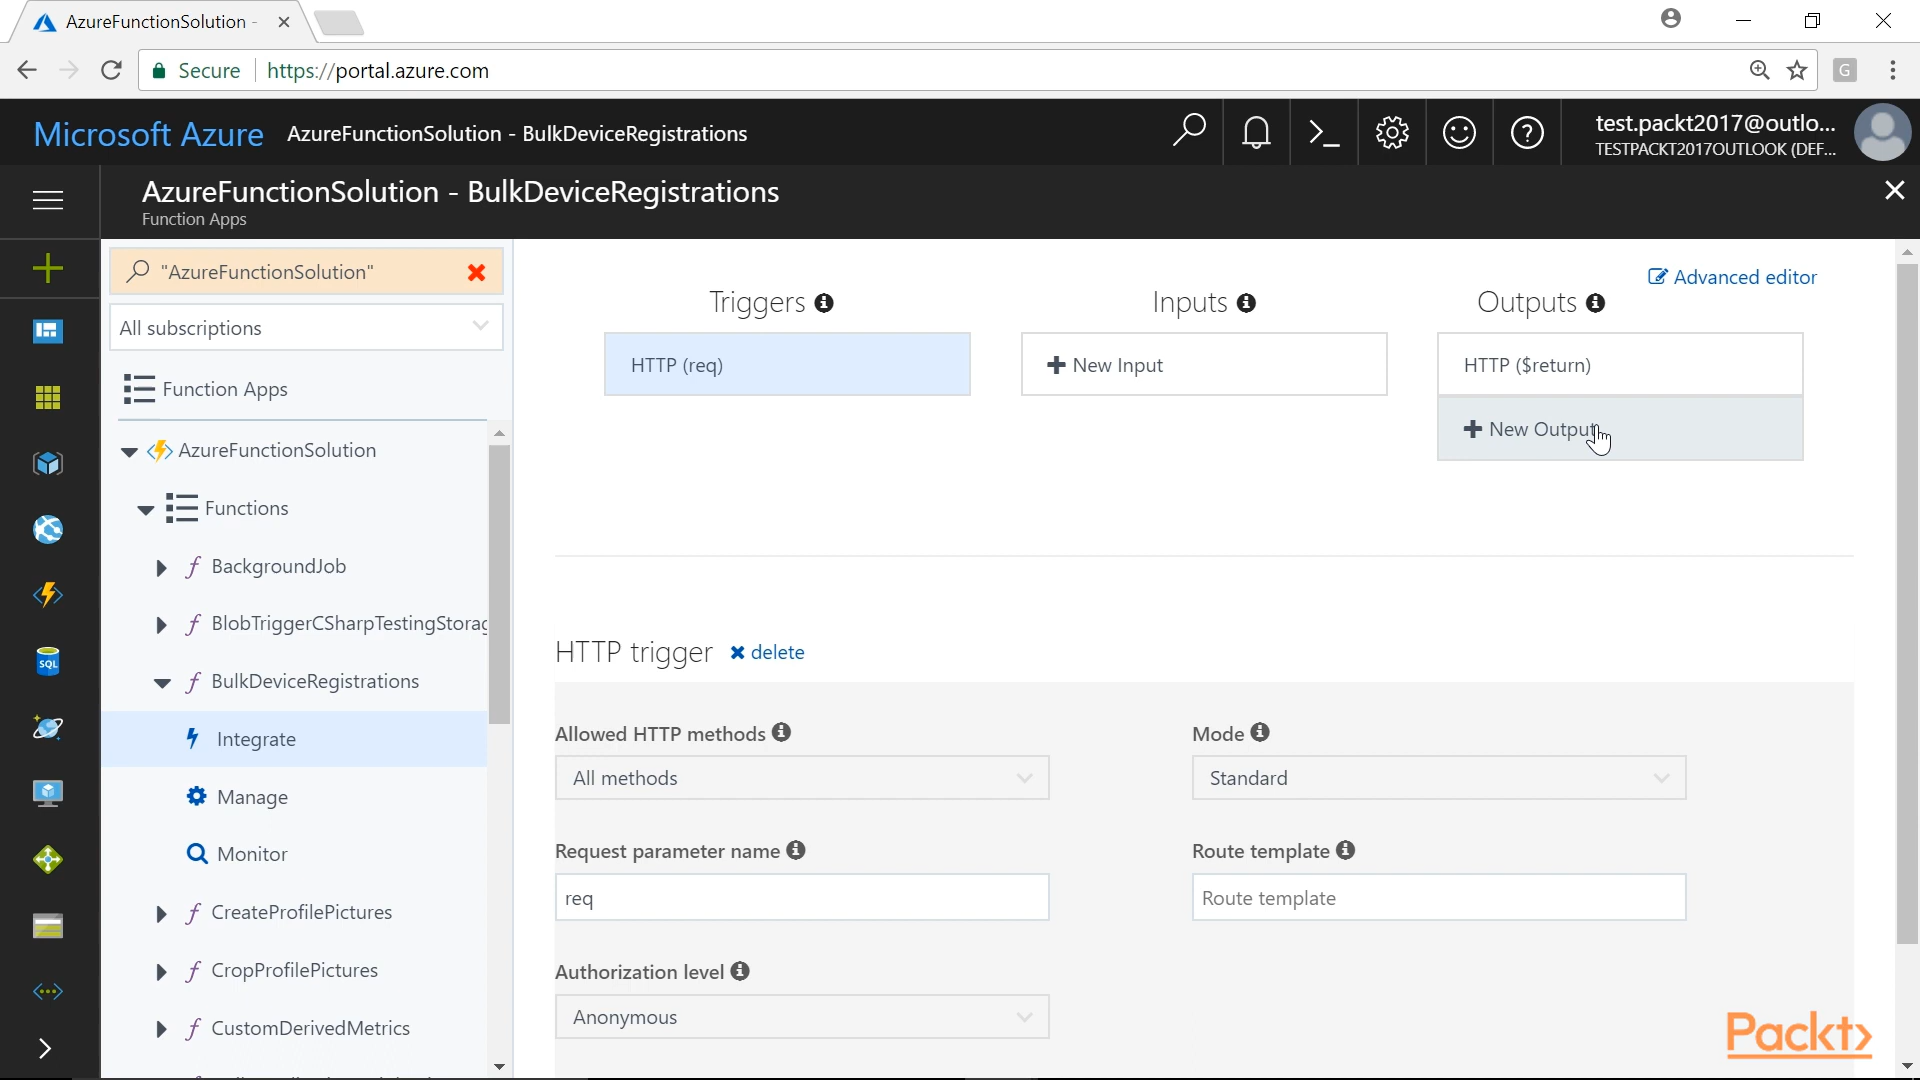 AzureFunctionSolution -
Secure
https://portal.azure.com
G
Microsoft Azure
AzureFunctionSolution - BulkDeviceRegistrations
test.packt2017@outlo...
TESTPACKT2017OUTLOOK (DEF...
AzureFunctionSolution - BulkDeviceRegistrations
Function Apps
"AzureFunctionSolution"
All subscriptions
Function Apps
AzureFunctionSolution
Functions
BackgroundJob
BlobTriggerCSharpTestingStorag
BulkDeviceRegistrations
Integrate
Manage
Monitor
CreateProfilePictures
CropProfilePictures
CustomDerivedMetrics
SQL
Advanced editor
Triggers
Inputs
Outputs
HTTP (req)
New Input
HTTP ($return)
New Output
HTTP trigger
delete
Allowed HTTP methods
Mode
All methods
Standard
Request parameter name
Route template
req
Route template
Authorization level
Anonymous
Packt>